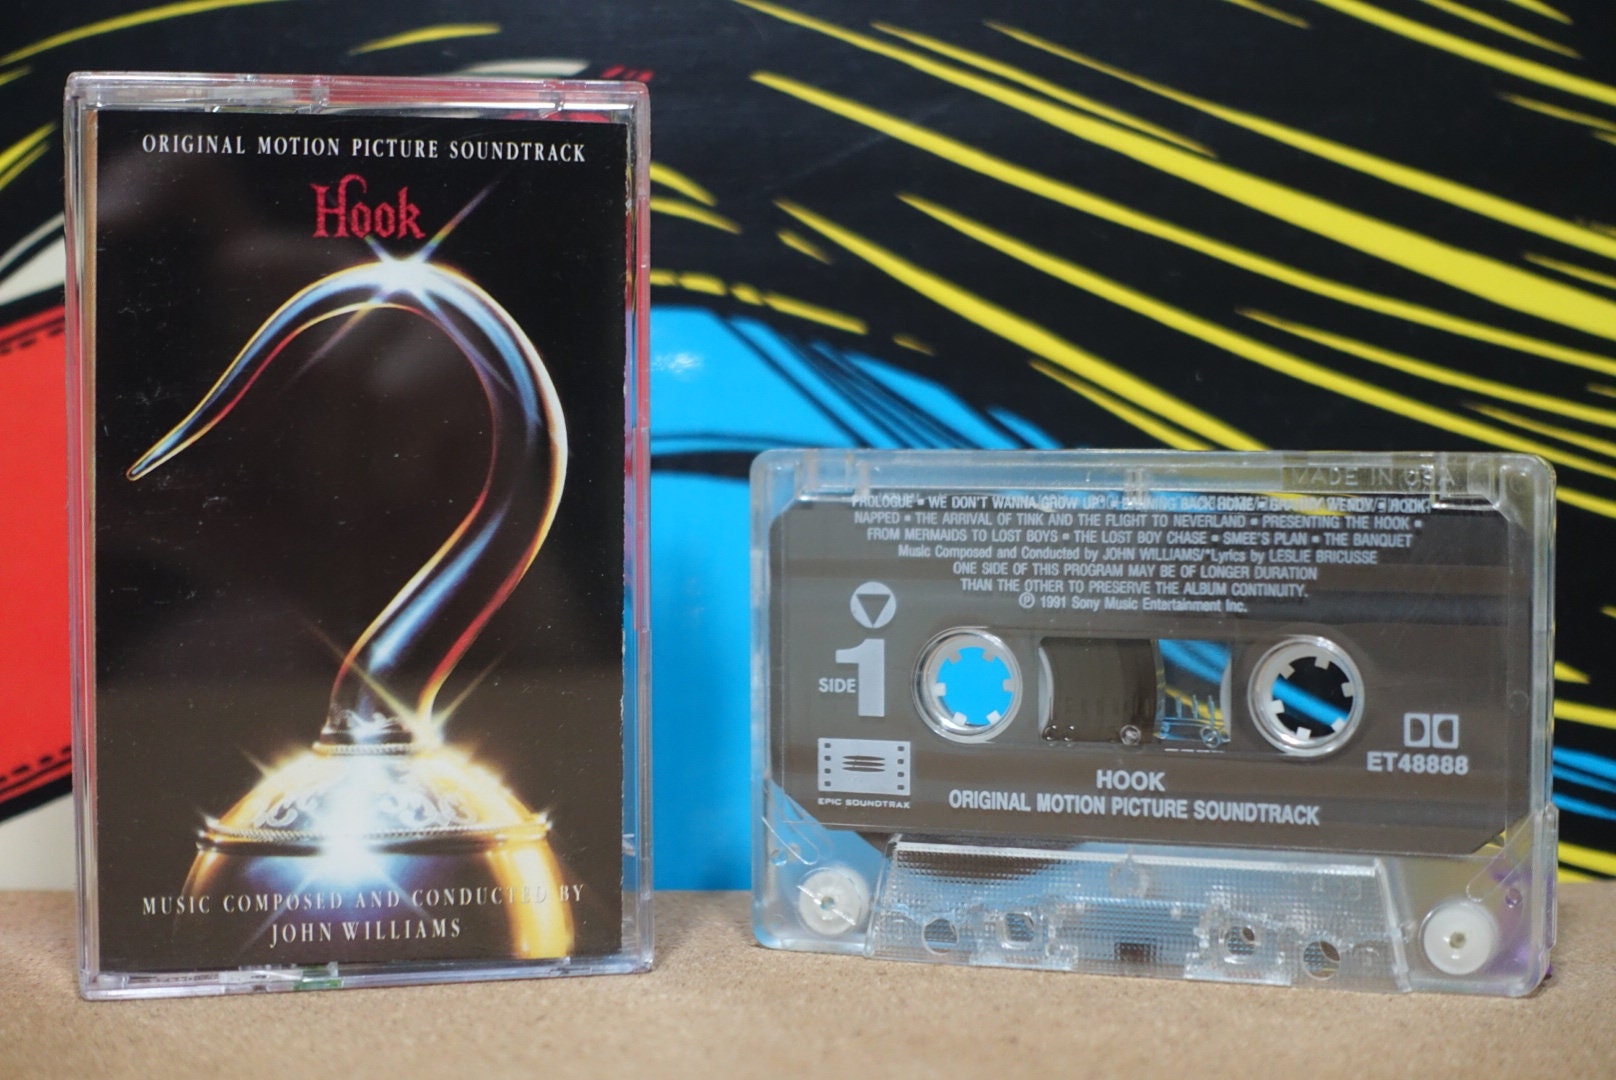 ORIGINAL MOTION PICTURE SOUNDTRACK
Hook
MUSIC COMPOSED AND CONDUCTED BY
JOHN WILLIAMS
MADE IN USA
PROLOGUE ▪ WE DON'T WANNA GROW UP ▪ BANNING BACK HOME ▪ GRANNY WENDY ▪ HOOK-
NAPPED ▪ THE ARRIVAL OF TINK AND THE FLIGHT TO NEVERLAND ▪ PRESENTING THE HOOK ▪
FROM MERMAIDS TO LOST BOYS ▪ THE LOST BOY CHASE ▪ SMEE'S PLAN ▪ THE BANQUET
Music Composed and Conducted by JOHN WILLIAMS/*Lyrics by LESLIE BRICUSSE
ONE SIDE OF THIS PROGRAM MAY BE OF LONGER DURATION
THAN THE OTHER TO PRESERVE THE ALBUM CONTINUITY.
℗ 1991 Sony Music Entertainment Inc.
SIDE 1
EPIC SOUNDTRAX
ET48888
HOOK
ORIGINAL MOTION PICTURE SOUNDTRACK